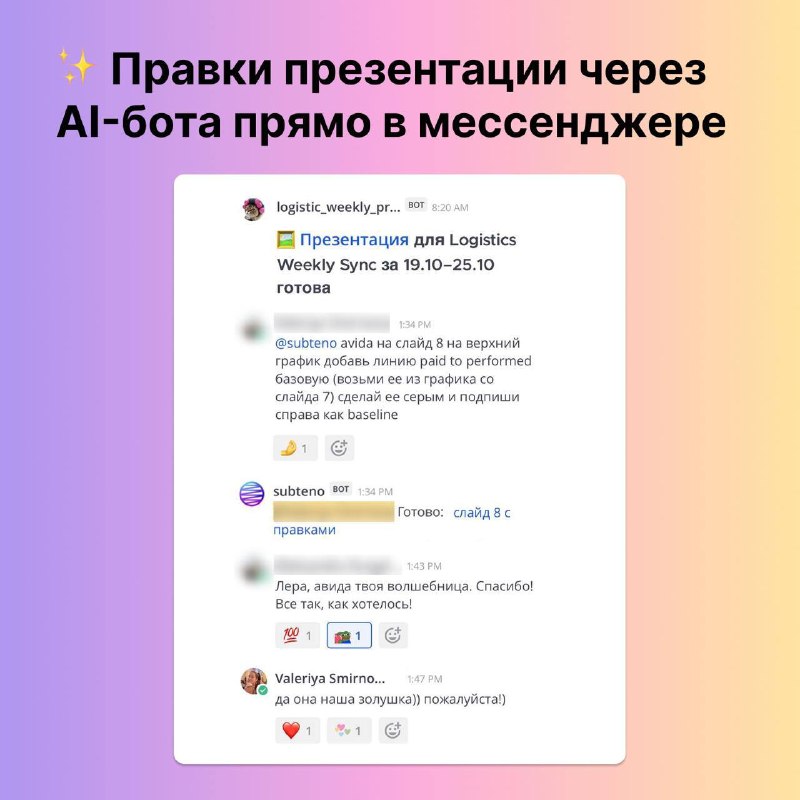 ✨ Правки презентации через
AI-бота прямо в мессенджере
logistic_weekly_pr... BOT 8:20 AM
Презентация для Logistics
Weekly Sync за 19.10–25.10
готова
1:34 PM
@subteno avida на слайд 8 на верхний
график добавь линию paid to performed
базовую (возьми ее из графика со
слайда 7) сделай ее серым и подпиши
справа как baseline
1
subteno BOT 1:34 PM
Готово: слайд 8 с
правками
1:43 PM
Лера, авида твоя волшебница. Спасибо!
Все так, как хотелось!
💯 1 1
Valeriya Smirno... 1:47 PM
да она наша золушка)) пожалуйста!)
❤️ 1 1